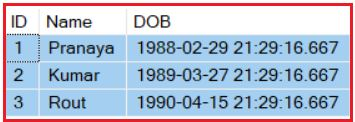 ID Name DOB
1 Pranaya 1988-02-29 21:29:16.667
2 Kumar 1989-03-27 21:29:16.667
3 Rout 1990-04-15 21:29:16.667